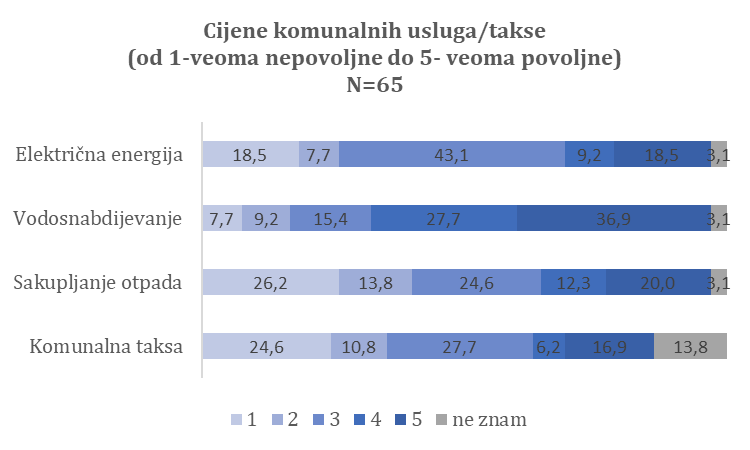 Cijene komunalnih usluga/takse
(od 1-veoma nepovoljne do 5- veoma povoljne)
N=65
Električna energija 18,5 7,7 43,1 9,2 18,5 3,1
Vodosnabdijevanje 7,7 9,2 15,4 27,7 36,9 3,1
Sakupljanje otpada 26,2 13,8 24,6 12,3 20,0 3,1
Komunalna taksa 24,6 10,8 27,7 6,2 16,9 13,8
1 2 3 4 5 ne znam